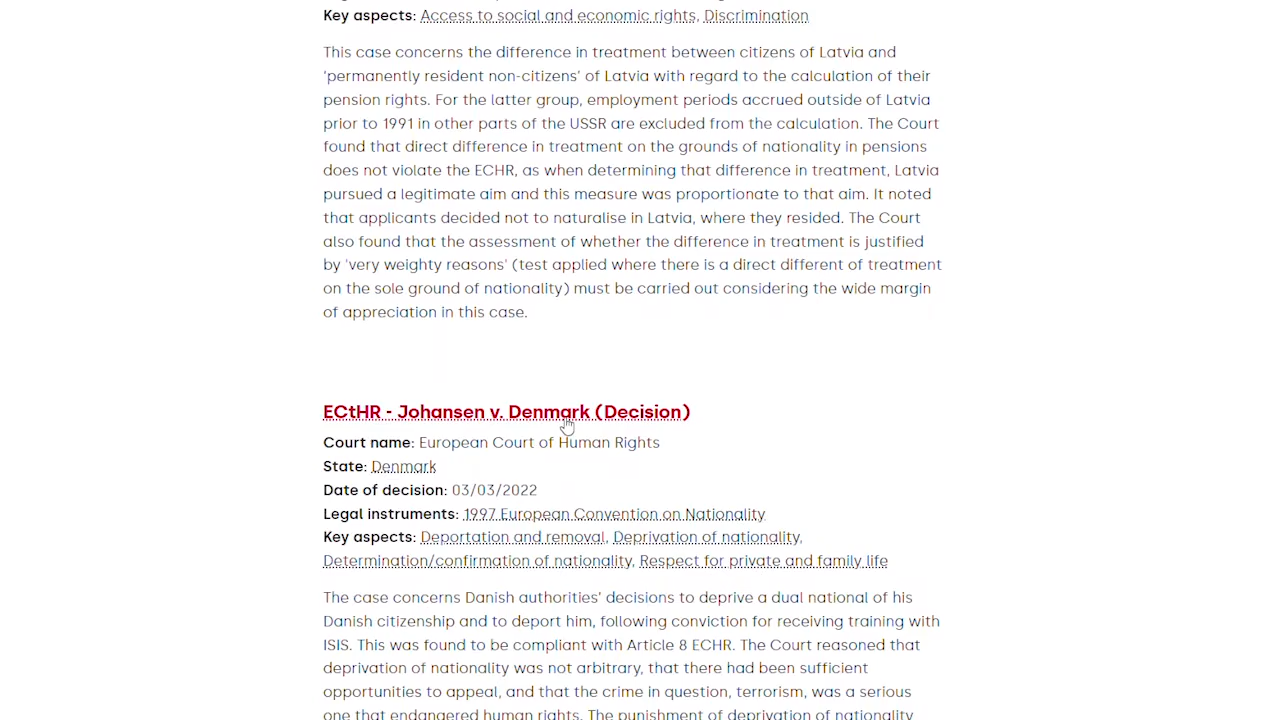 Key aspects: Access to social and economic rights, Discrimination
This case concerns the difference in treatment between citizens of Latvia and
'permanently resident non-citizens' of Latvia with regard to the calculation of their
pension rights. For the latter group, employment periods accrued outside of Latvia
prior to 1991 in other parts of the USSR are excluded from the calculation. The Court
found that direct difference in treatment on the grounds of nationality in pensions
does not violate the ECHR, as when determining that difference in treatment, Latvia
pursued a legitimate aim and this measure was proportionate to that aim. It noted
that applicants decided not to naturalise in Latvia, where they resided. The Court
also found that the assessment of whether the difference in treatment is justified
by 'very weighty reasons' (test applied where there is a direct different of treatment
on the sole ground of nationality) must be carried out considering the wide margin
of appreciation in this case.
ECtHR - Johansen v. Denmark (Decision)
Court name: European Court of Human Rights
State: Denmark
Date of decision: 03/03/2022
Legal instruments: 1997 European Convention on Nationality
Key aspects: Deportation and removal, Deprivation of nationality,
Determination/confirmation of nationality, Respect for private and family life
The case concerns Danish authorities' decisions to deprive a dual national of his
Danish citizenship and to deport him, following conviction for receiving training with
ISIS. This was found to be compliant with Article 8 ECHR. The Court reasoned that
deprivation of nationality was not arbitrary, that there had been sufficient
opportunities to appeal, and that the crime in question, terrorism, was a serious
one that endangered human rights. The punishment of deprivation of nationality